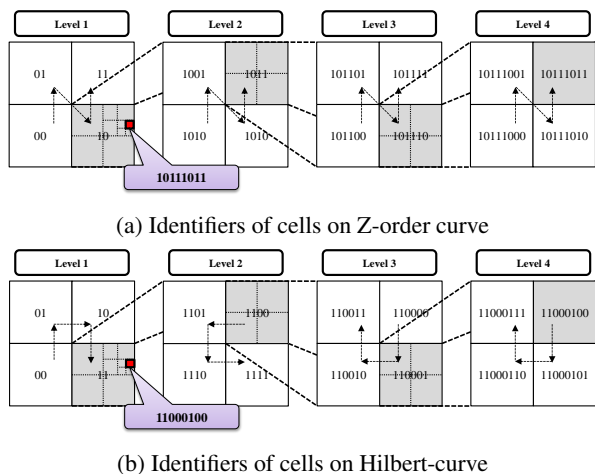 Level 1 Level 2 Level 3 Level 4
01 11 1001 1011 101101 101111 10111001 10111011
00 10 1010 1010 101100 101110 10111000 10111010
10111011
(a) Identifiers of cells on Z-order curve
Level 1 Level 2 Level 3 Level 4
01 10 1101 1100 110011 110000 11000111 11000100
00 11 1110 1111 110010 110001 11000110 11000101
11000100
(b) Identifiers of cells on Hilbert-curve